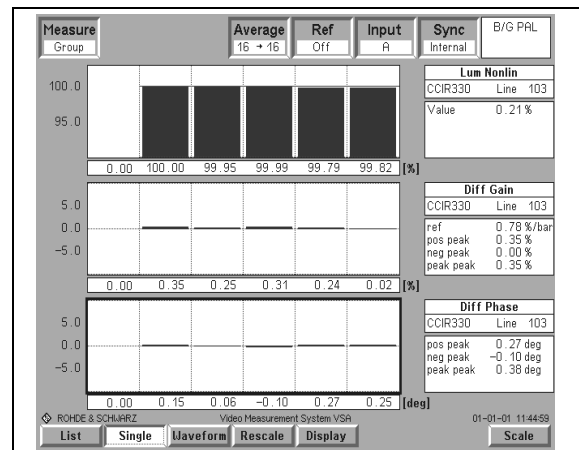 Measure Average Ref Input Sync B/G PAL
Group 16 → 16 Off A Internal
Lum Nonlin
CCIR330 Line 103
100.0
Value 0.21 %
95.0
0.00 100.00 99.95 99.99 99.79 99.82 [%]
Diff Gain
CCIR330 Line 103
5.0
0.0
-5.0
ref 0.78 %/bar
pos peak 0.35 %
neg peak 0.00 %
peak peak 0.35 %
0.00 0.35 0.25 0.31 0.24 0.02 [%]
Diff Phase
CCIR330 Line 103
5.0
0.0
-5.0
pos peak 0.27 deg
neg peak -0.10 deg
peak peak 0.38 deg
0.00 0.15 0.06 -0.10 0.27 0.25 [deg]
ROHDE & SCHWARZ Video Measurement System VSA 01-01-01 11:44:59
List Single Waveform Rescale Display Scale